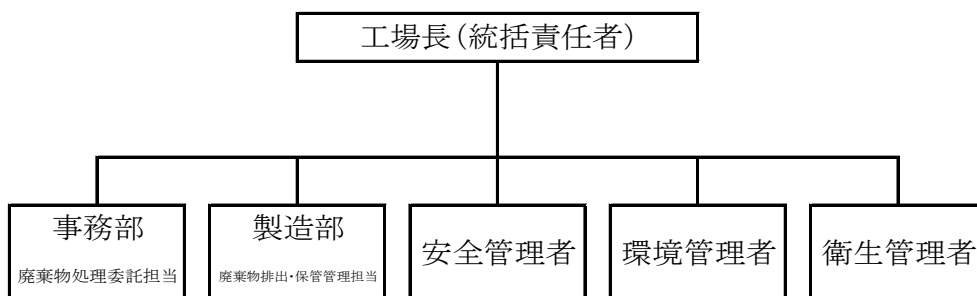 工場長(統括責任者)
事務部
廃棄物処理委託担当
製造部
廃棄物排出・保管管理担当
安全管理者
環境管理者
衛生管理者